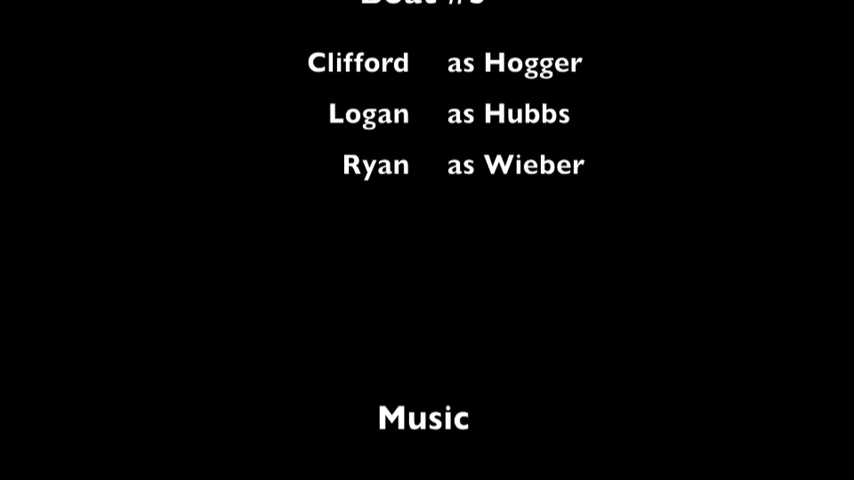 Clifford as Hogger
Logan as Hubbs
Ryan as Wieber
Music